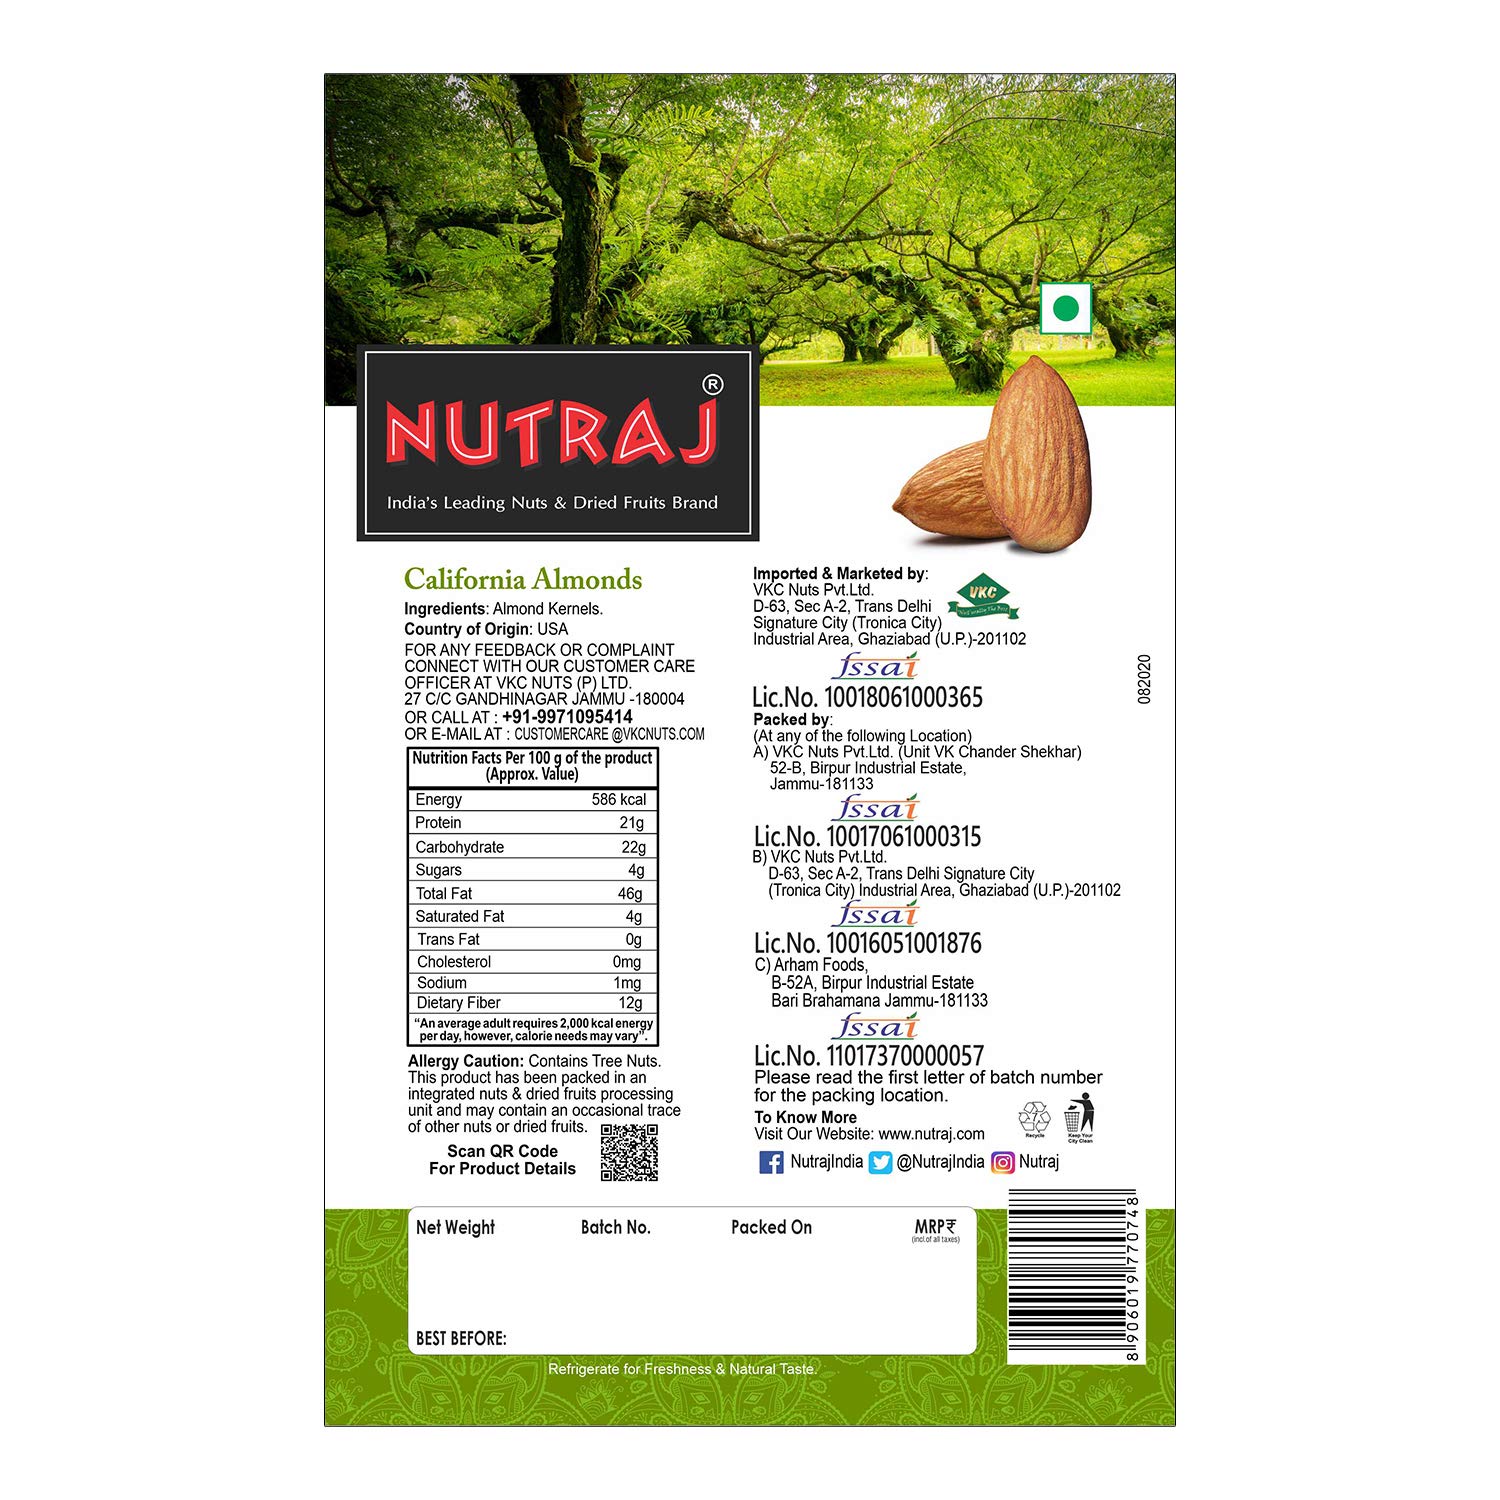 NUTRAJ®
India's Leading Nuts & Dried Fruits Brand
California Almonds
Ingredients: Almond Kernels.
Country of Origin: USA
FOR ANY FEEDBACK OR COMPLAINT
CONNECT WITH OUR CUSTOMER CARE
OFFICER AT VKC NUTS (P) LTD.
27 C/C GANDHINAGAR JAMMU -180004
OR CALL AT : +91-9971095414
OR E-MAIL AT : CUSTOMERCARE @VKCNUTS.COM
Nutrition Facts Per 100 g of the product
(Approx. Value)
Energy 586 kcal
Protein 21g
Carbohydrate 22g
Sugars 4g
Total Fat 46g
Saturated Fat 4g
Trans Fat 0g
Cholesterol 0mg
Sodium 1mg
Dietary Fiber 12g
"An average adult requires 2,000 kcal energy
per day, however, calorie needs may vary".
Allergy Caution: Contains Tree Nuts.
This product has been packed in an
integrated nuts & dried fruits processing
unit and may contain an occasional trace
of other nuts or dried fruits.
Scan QR Code
For Product Details
Imported & Marketed by:
VKC Nuts Pvt.Ltd.
D-63, Sec A-2, Trans Delhi
Signature City (Tronica City)
Industrial Area, Ghaziabad (U.P.)-201102
VKC
fssai
Lic.No. 10018061000365
Packed by:
(At any of the following Location)
A) VKC Nuts Pvt.Ltd. (Unit VK Chander Shekhar)
52-B, Birpur Industrial Estate,
Jammu-181133
fssai
Lic.No. 10017061000315
B) VKC Nuts Pvt.Ltd.
D-63, Sec A-2, Trans Delhi Signature City
(Tronica City) Industrial Area, Ghaziabad (U.P.)-201102
fssai
Lic.No. 10016051001876
C) Arham Foods,
B-52A, Birpur Industrial Estate
Bari Brahamana Jammu-181133
fssai
Lic.No. 11017370000057
Please read the first letter of batch number
for the packing location.
To Know More
Visit Our Website: www.nutraj.com
7
Recycle
Keep Your
City Clean
NutrajIndia @NutrajIndia Nutraj
082020
Net Weight Batch No. Packed On MRP₹
(incl.of all taxes)
BEST BEFORE:
Refrigerate for Freshness & Natural Taste.
8906019770748